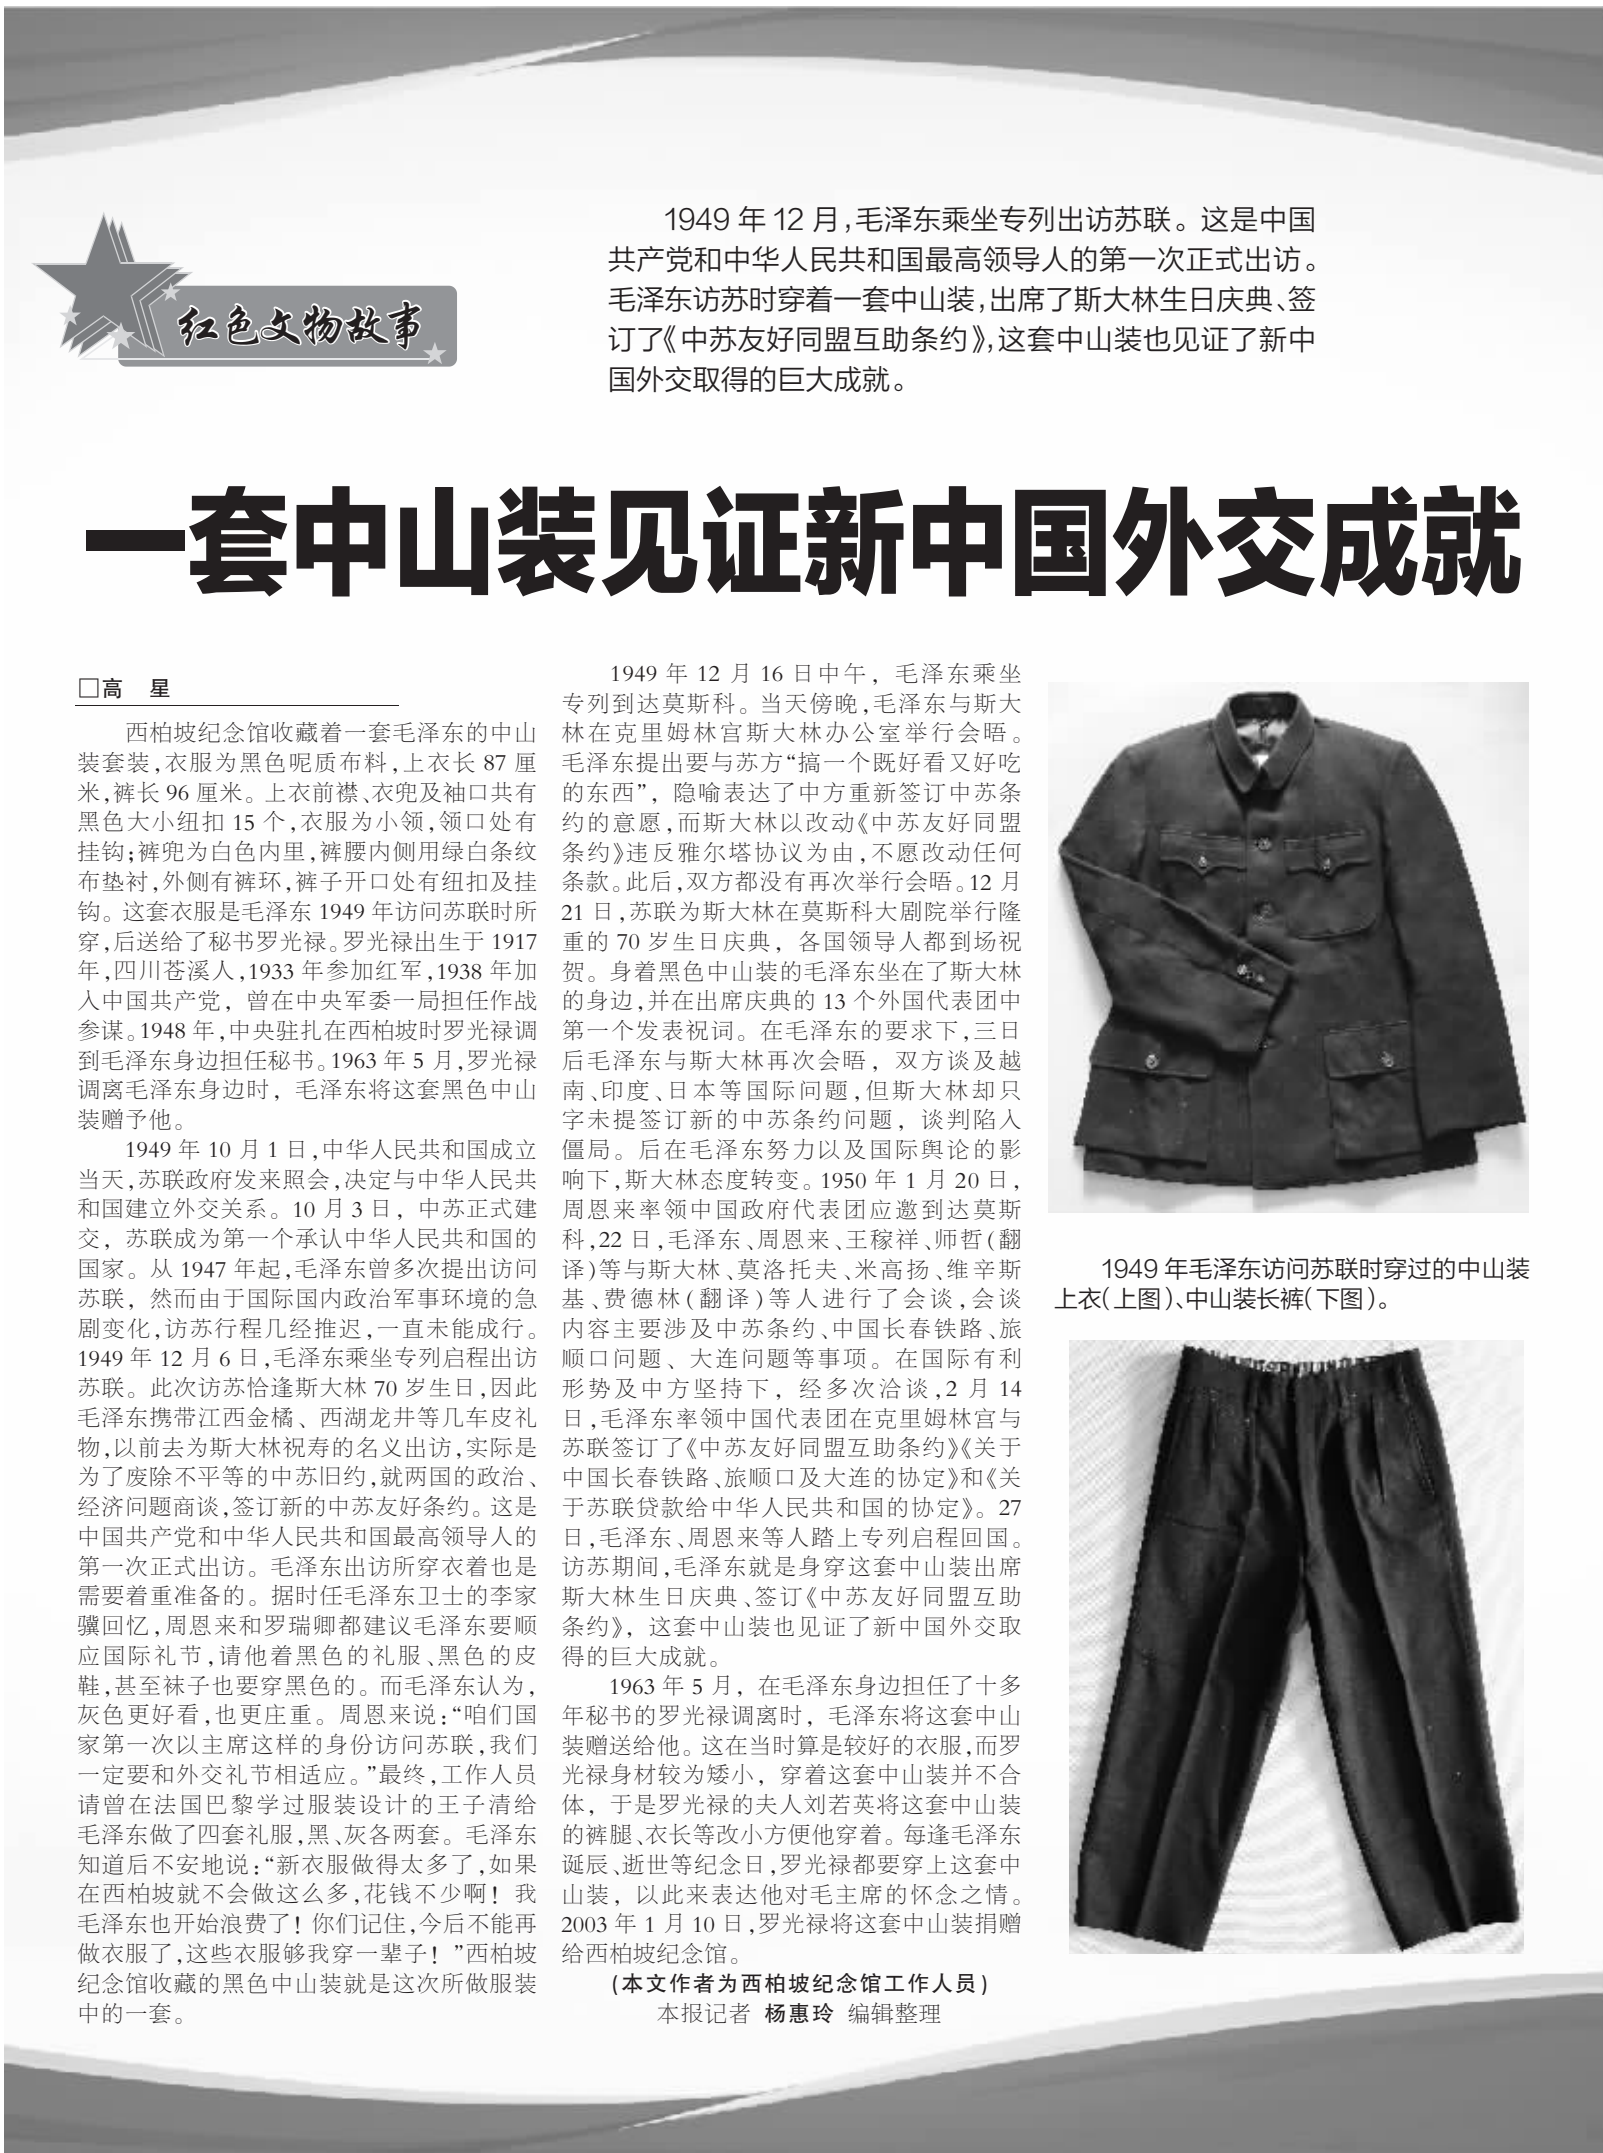 红色文物故事
1949 年 12 月,毛泽东乘坐专列出访苏联。这是中国
共产党和中华人民共和国最高领导人的第一次正式出访。
毛泽东访苏时穿着一套中山装,出席了斯大林生日庆典、签
订了《中苏友好同盟互助条约》,这套中山装也见证了新中
国外交取得的巨大成就。
一套中山装见证新中国外交成就
□高 星
西柏坡纪念馆收藏着一套毛泽东的中山
装套装,衣服为黑色呢质布料,上衣长 87 厘
米,裤长 96 厘米。上衣前襟、衣兜及袖口共有
黑色大小纽扣 15 个,衣服为小领,领口处有
挂钩;裤兜为白色内里,裤腰内侧用绿白条纹
布垫衬,外侧有裤环,裤子开口处有纽扣及挂
钩。这套衣服是毛泽东 1949 年访问苏联时所
穿,后送给了秘书罗光禄。罗光禄出生于 1917
年,四川苍溪人,1933 年参加红军,1938 年加
入中国共产党，曾在中央军委一局担任作战
参谋。1948 年,中央驻扎在西柏坡时罗光禄调
到毛泽东身边担任秘书。1963 年 5 月,罗光禄
调离毛泽东身边时，毛泽东将这套黑色中山
装赠予他。
1949 年 10 月 1 日,中华人民共和国成立
当天,苏联政府发来照会,决定与中华人民共
和国建立外交关系。10 月 3 日，中苏正式建
交，苏联成为第一个承认中华人民共和国的
国家。从 1947 年起,毛泽东曾多次提出访问
苏联，然而由于国际国内政治军事环境的急
剧变化,访苏行程几经推迟,一直未能成行。
1949 年 12 月 6 日,毛泽东乘坐专列启程出访
苏联。此次访苏恰逢斯大林 70 岁生日,因此
毛泽东携带江西金橘、西湖龙井等几车皮礼
物,以前去为斯大林祝寿的名义出访,实际是
为了废除不平等的中苏旧约,就两国的政治、
经济问题商谈,签订新的中苏友好条约。这是
中国共产党和中华人民共和国最高领导人的
第一次正式出访。毛泽东出访所穿衣着也是
需要着重准备的。据时任毛泽东卫士的李家
骥回忆,周恩来和罗瑞卿都建议毛泽东要顺
应国际礼节,请他着黑色的礼服、黑色的皮
鞋,甚至袜子也要穿黑色的。而毛泽东认为,
灰色更好看,也更庄重。周恩来说:“咱们国
家第一次以主席这样的身份访问苏联,我们
一定要和外交礼节相适应。”最终,工作人员
请曾在法国巴黎学过服装设计的王子清给
毛泽东做了四套礼服,黑、灰各两套。毛泽东
知道后不安地说:“新衣服做得太多了,如果
在西柏坡就不会做这么多,花钱不少啊！我
毛泽东也开始浪费了！你们记住,今后不能再
做衣服了,这些衣服够我穿一辈子！”西柏坡
纪念馆收藏的黑色中山装就是这次所做服装
中的一套。
1949 年 12 月 16 日中午，毛泽东乘坐
专列到达莫斯科。当天傍晚,毛泽东与斯大
林在克里姆林宫斯大林办公室举行会晤。
毛泽东提出要与苏方“搞一个既好看又好吃
的东西”，隐喻表达了中方重新签订中苏条
约的意愿,而斯大林以改动《中苏友好同盟
条约》违反雅尔塔协议为由,不愿改动任何
条款。此后,双方都没有再次举行会晤。12 月
21 日,苏联为斯大林在莫斯科大剧院举行隆
重的 70 岁生日庆典，各国领导人都到场祝
贺。身着黑色中山装的毛泽东坐在了斯大林
的身边,并在出席庆典的 13 个外国代表团中
第一个发表祝词。在毛泽东的要求下,三日
后毛泽东与斯大林再次会晤，双方谈及越
南、印度、日本等国际问题,但斯大林却只
字未提签订新的中苏条约问题，谈判陷入
僵局。后在毛泽东努力以及国际舆论的影
响下,斯大林态度转变。1950 年 1 月 20 日,
周恩来率领中国政府代表团应邀到达莫斯
科,22 日,毛泽东、周恩来、王稼祥、师哲(翻
译)等与斯大林、莫洛托夫、米高扬、维辛斯
基、费德林(翻译)等人进行了会谈,会谈
内容主要涉及中苏条约、中国长春铁路、旅
顺口问题、大连问题等事项。在国际有利
形势及中方坚持下，经多次洽谈,2 月 14
日,毛泽东率领中国代表团在克里姆林宫与
苏联签订了《中苏友好同盟互助条约》《关于
中国长春铁路、旅顺口及大连的协定》和《关
于苏联贷款给中华人民共和国的协定》。27
日,毛泽东、周恩来等人踏上专列启程回国。
访苏期间,毛泽东就是身穿这套中山装出席
斯大林生日庆典、签订《中苏友好同盟互助
条约》，这套中山装也见证了新中国外交取
得的巨大成就。
1963 年 5 月，在毛泽东身边担任了十多
年秘书的罗光禄调离时，毛泽东将这套中山
装赠送给他。这在当时算是较好的衣服,而罗
光禄身材较为矮小，穿着这套中山装并不合
体，于是罗光禄的夫人刘若英将这套中山装
的裤腿、衣长等改小方便他穿着。每逢毛泽东
诞辰、逝世等纪念日,罗光禄都要穿上这套中
山装，以此来表达他对毛主席的怀念之情。
2003 年 1 月 10 日,罗光禄将这套中山装捐赠
给西柏坡纪念馆。
(本文作者为西柏坡纪念馆工作人员)
本报记者 杨惠玲 编辑整理
1949 年毛泽东访问苏联时穿过的中山装
上衣(上图)、中山装长裤(下图)。